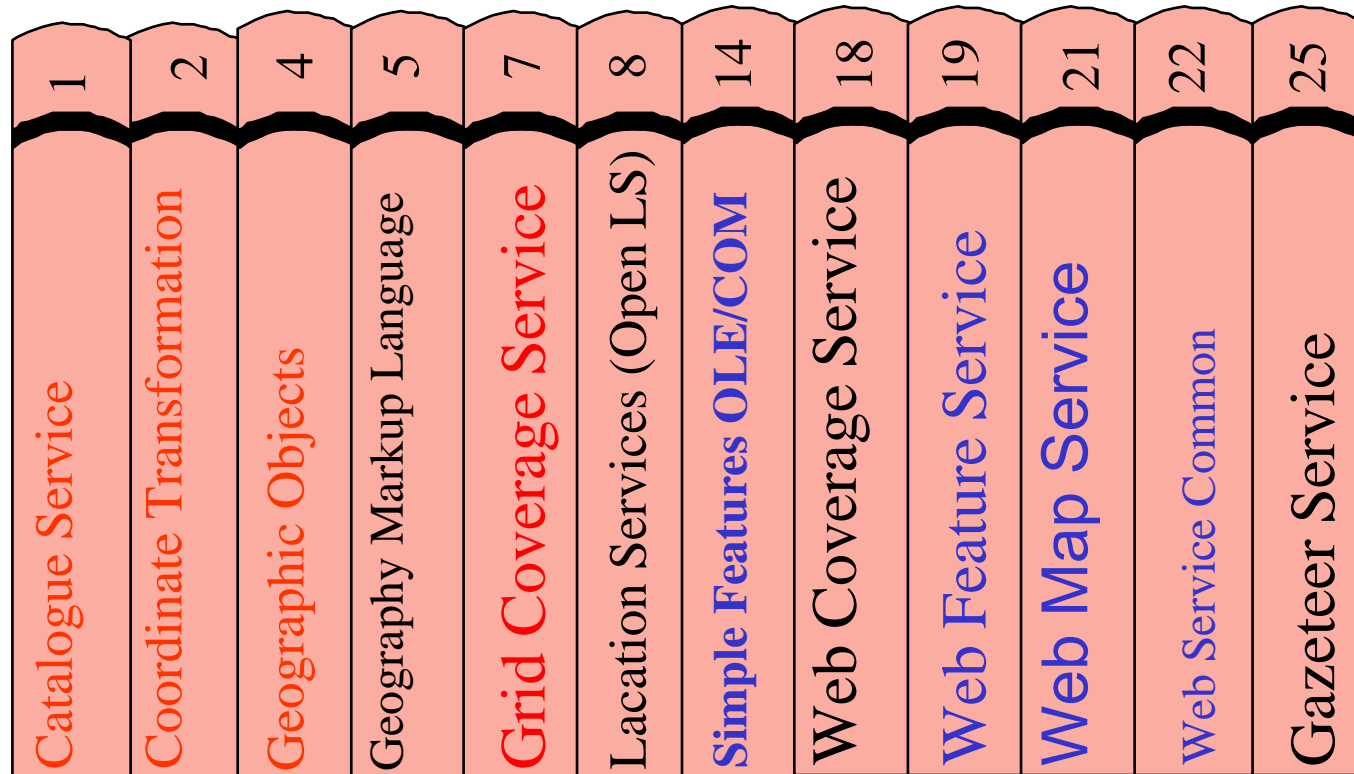 1
Catalogue Service
2
Coordinate Transformation
4
Geographic Objects
5
Geography Markup Language
7
Grid Coverage Service
8
Lacation Services (Open LS)
14
Simple Features OLE/COM
18
Web Coverage Service
19
Web Feature Service
21
Web Map Service
22
Web Service Common
25
Gazeteer Service